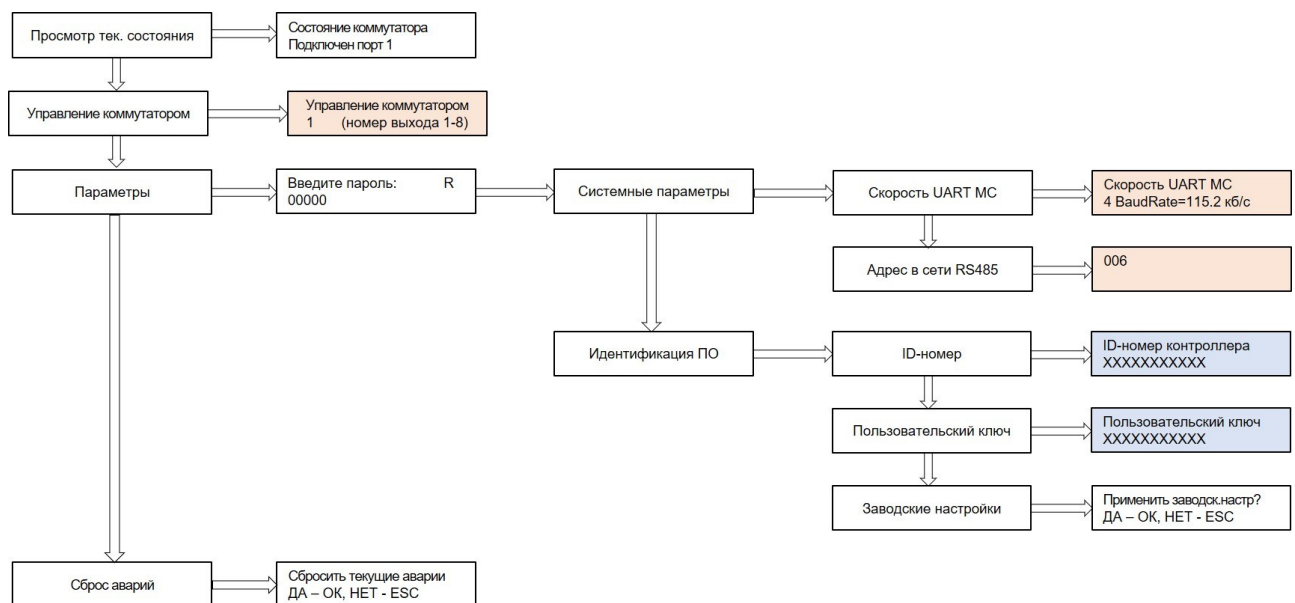 Просмотр тек. состояния
Состояние коммутатора
Подключен порт 1
Управление коммутатором
Управление коммутатором
1 (номер выхода 1-8)
Параметры
Введите пароль: R
00000
Системные параметры
Скорость UART МС
Скорость UART МС
4 BaudRate=115.2 кб/с
Адрес в сети RS485
006
Идентификация ПО
ID-номер
ID-номер контроллера
XXXXXXXXXXX
Пользовательский ключ
Пользовательский ключ
XXXXXXXXXXX
Заводские настройки
Применить заводск.настр?
ДА – ОК, НЕТ - ESC
Сброс аварий
Сбросить текущие аварии
ДА – ОК, НЕТ - ESC